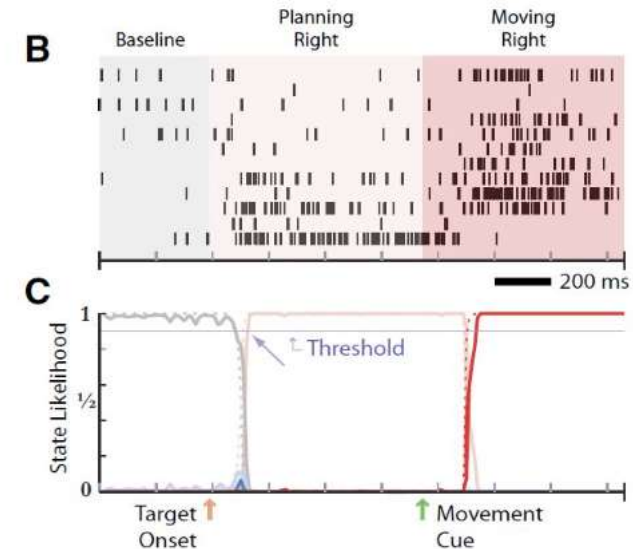 B
Baseline
Planning
Right
Moving
Right
200 ms
C
State Likelihood
1
½
0
Threshold
Target
Onset
Movement
Cue